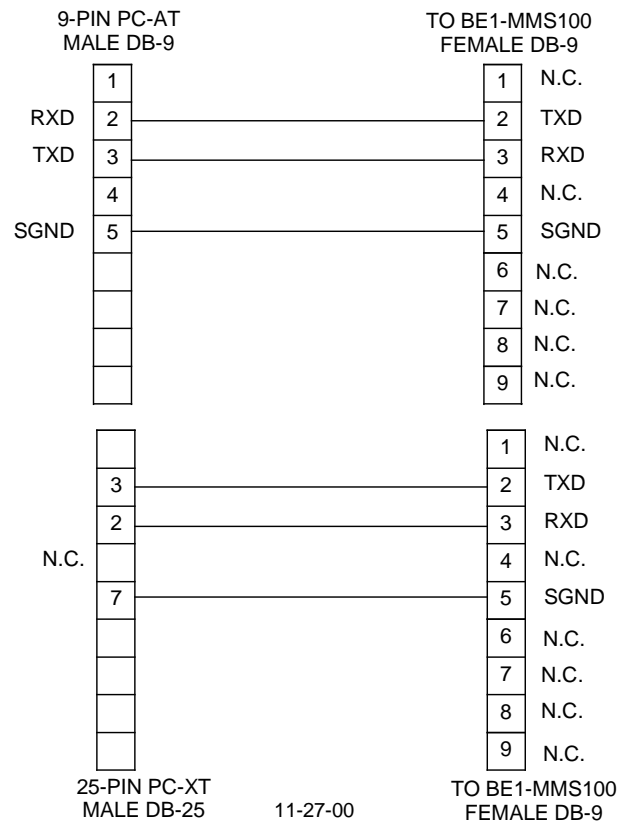 9-PIN PC-AT
MALE DB-9
TO BE1-MMS100
FEMALE DB-9
1 1 N.C.
RXD 2 2 TXD
TXD 3 3 RXD
4 4 N.C.
SGND 5 5 SGND
6 N.C.
7 N.C.
8 N.C.
9 N.C.
1 N.C.
3 2 TXD
2 3 RXD
N.C. 4 N.C.
7 5 SGND
6 N.C.
7 N.C.
8 N.C.
9 N.C.
25-PIN PC-XT
MALE DB-25
11-27-00
TO BE1-MMS100
FEMALE DB-9